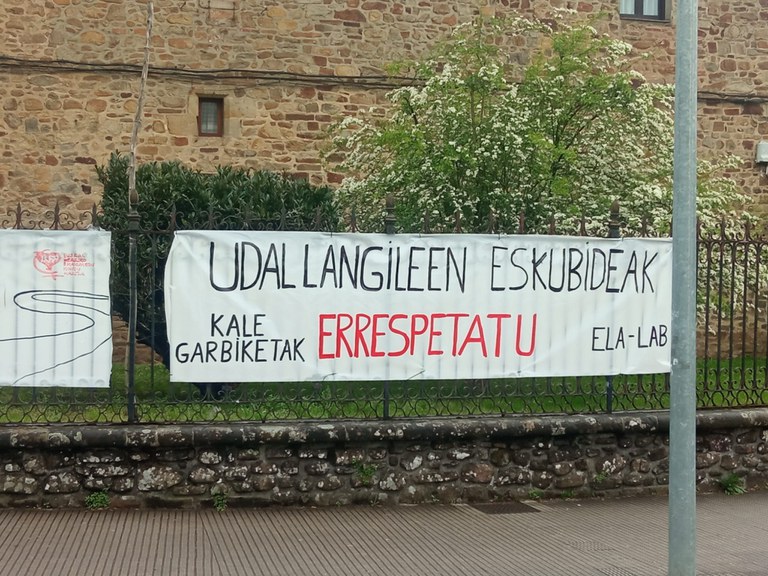 UDAL LANGILEEN ESKUBIDEAK
KALE
GARBIKETAK ERRESPETATU ELA-LAB